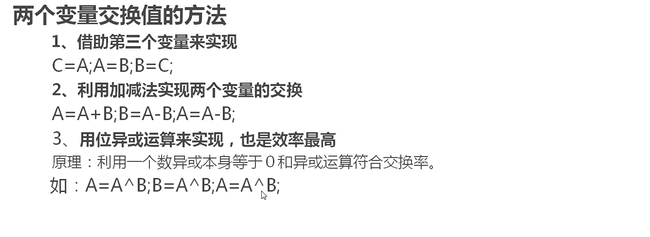 两个变量交换值的方法
1、借助第三个变量来实现
C=A;A=B;B=C;
2、利用加减法实现两个变量的交换
A=A+B;B=A-B;A=A-B;
3、用位异或运算来实现，也是效率最高
原理：利用一个数异或本身等于０和异或运算符合交换率。
如：A=A^B;B=A^B;A=A^B;